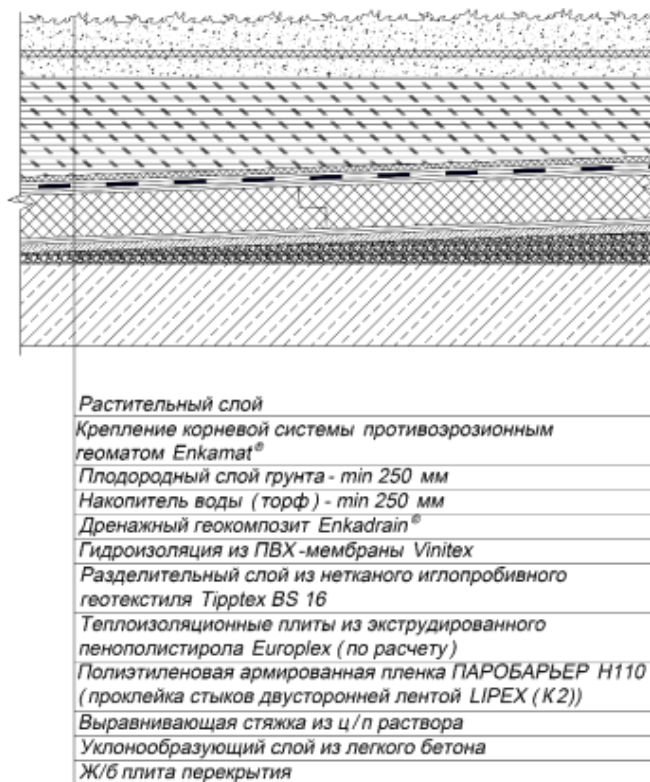 Растительный слой
Крепление корневой системы противоэрозионным
геоматом Enkamat®
Плодородный слой грунта - min 250 мм
Накопитель воды (торф) - min 250 мм
Дренажный геокомпозит Enkadrain®
Гидроизоляция из ПВХ-мембраны Vinitex
Разделительный слой из нетканого иглопробивного
геотекстиля Tipptex BS 16
Теплоизоляционные плиты из экструдированного
пенополистирола Europlex (по расчету)
Полиэтиленовая армированная пленка ПАРОБАРЬЕР Н110
(проклейка стыков двусторонней лентой LIPEX (К2))
Выравнивающая стяжка из ц/п раствора
Уклонообразующий слой из легкого бетона
Ж/б плита перекрытия